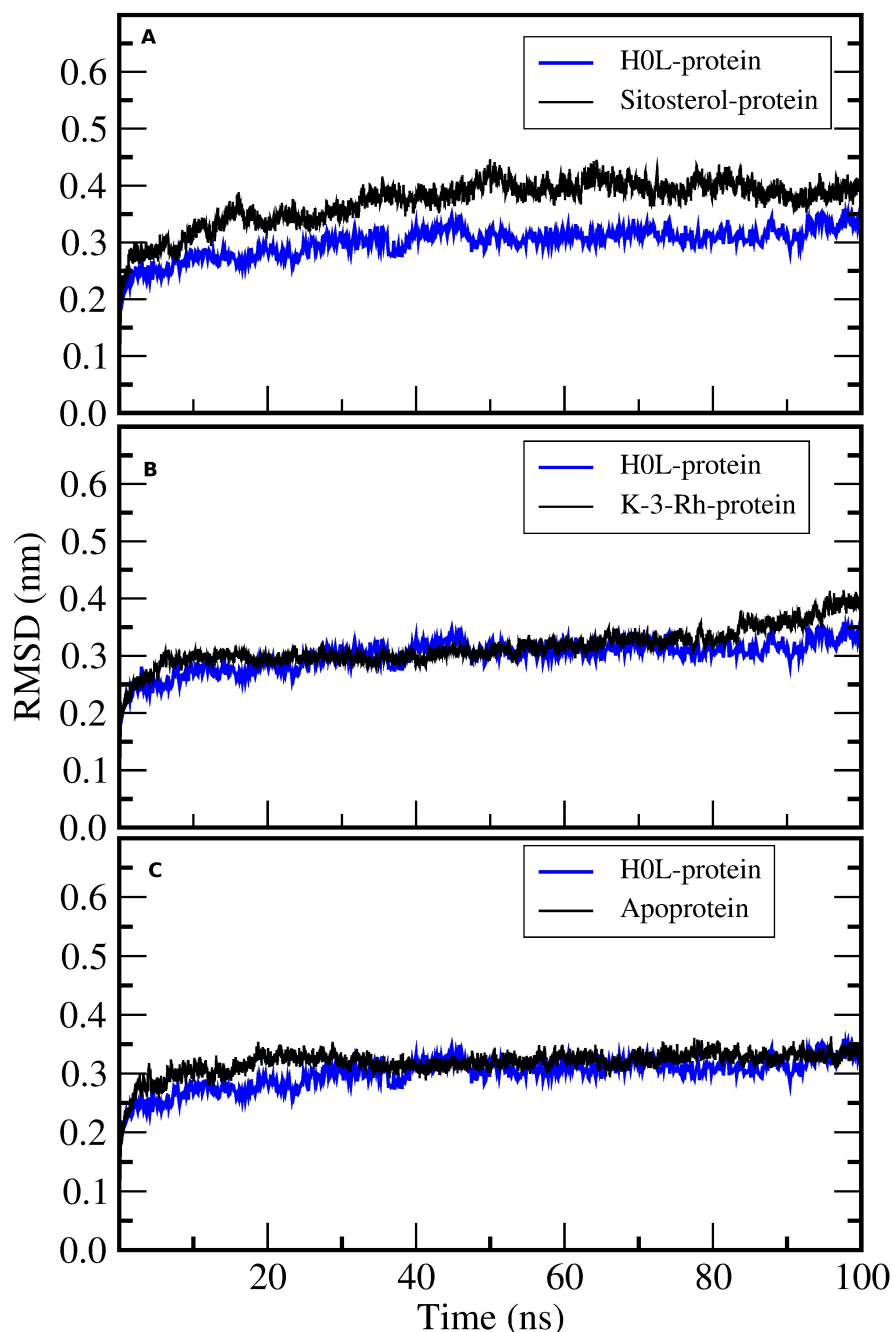 A
H0L-protein
Sitosterol-protein
0.6
0.5
0.4
0.3
0.2
0.1
0.0
B
H0L-protein
K-3-Rh-protein
0.6
0.5
0.4
0.3
0.2
0.1
0.0
RMSD (nm)
C
H0L-protein
Apoprotein
0.6
0.5
0.4
0.3
0.2
0.1
0.0
20 40 60 80 100
Time (ns)